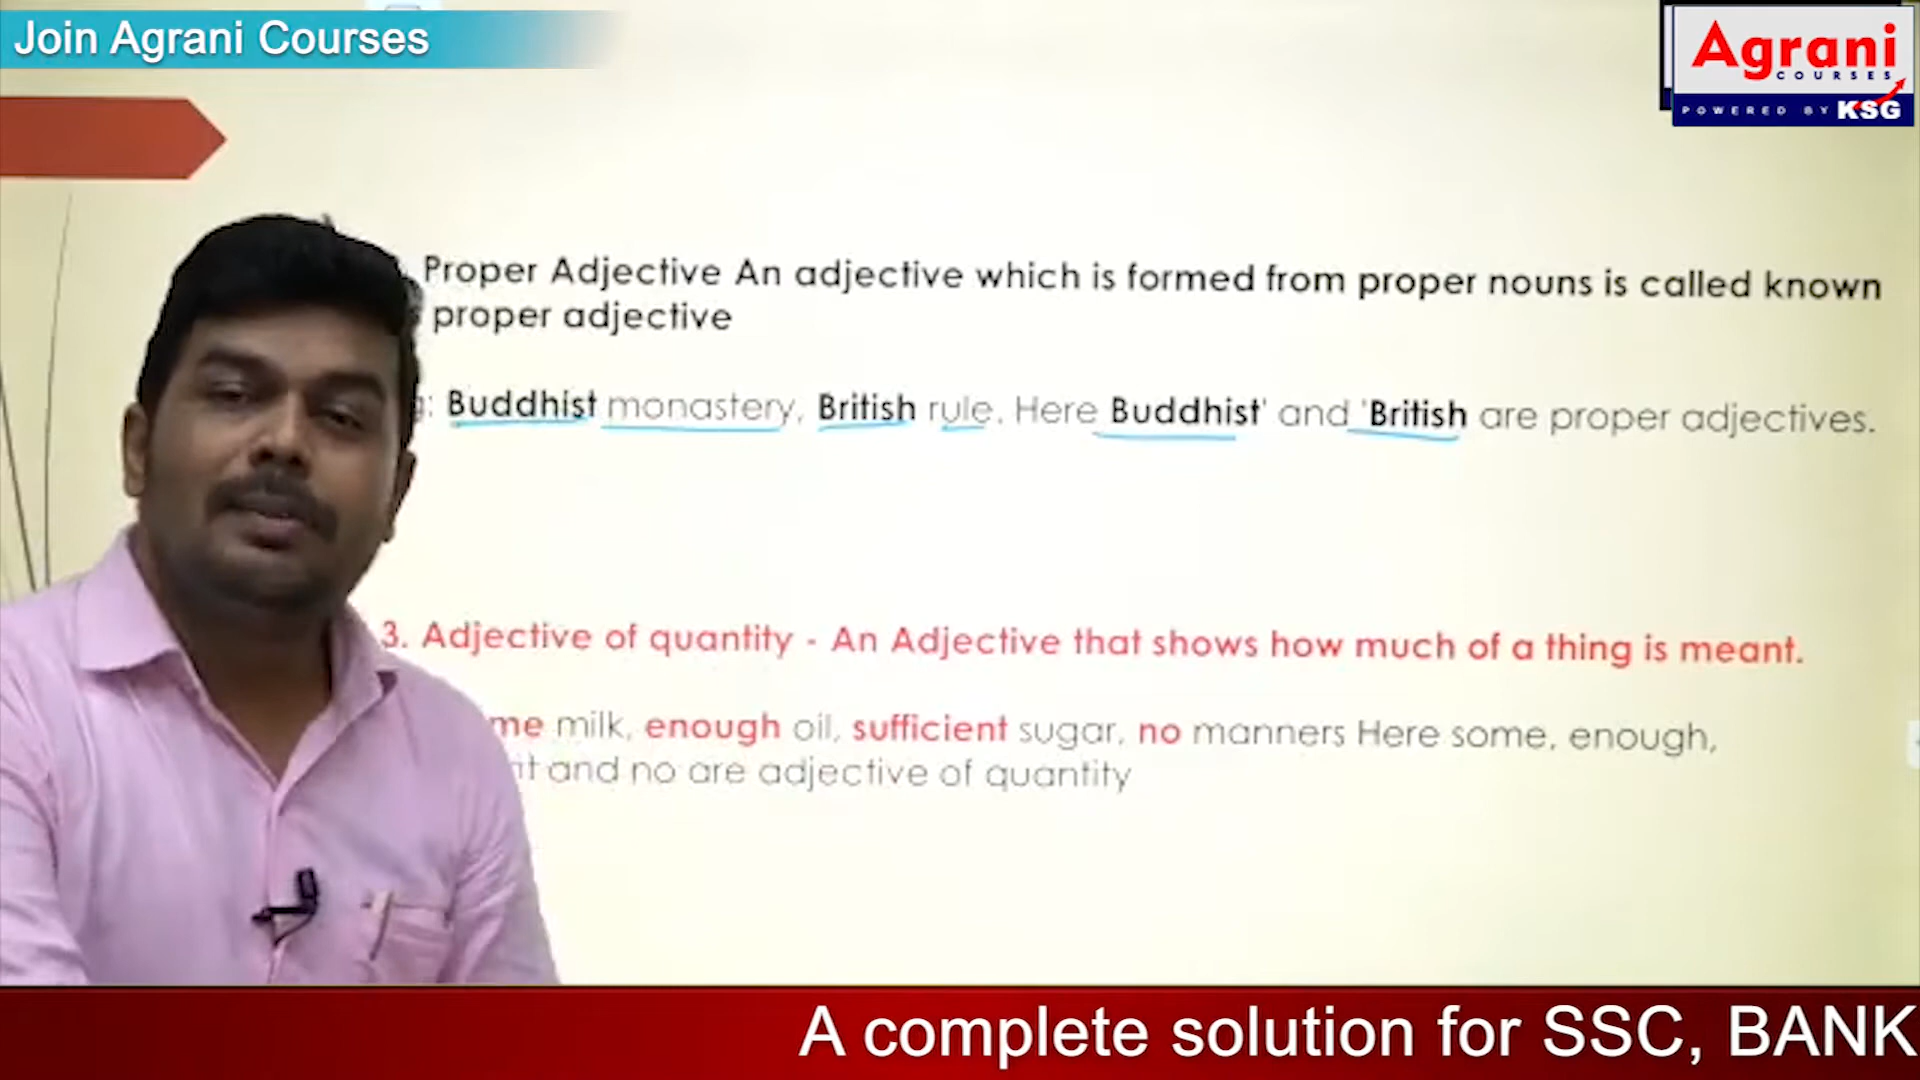 Join Agrani Courses
Agrani
COURSES
POWERED BY KSG
Proper Adjective An adjective which is formed from proper nouns is called known
proper adjective
Buddhist monastery, British rule. Here Buddhist' and 'British are proper adjectives.
3. Adjective of quantity - An Adjective that shows how much of a thing is meant.
me milk, enough oil, sufficient sugar, no manners Here some, enough,
nt and no are adjective of quantity
A complete solution for SSC, BANK